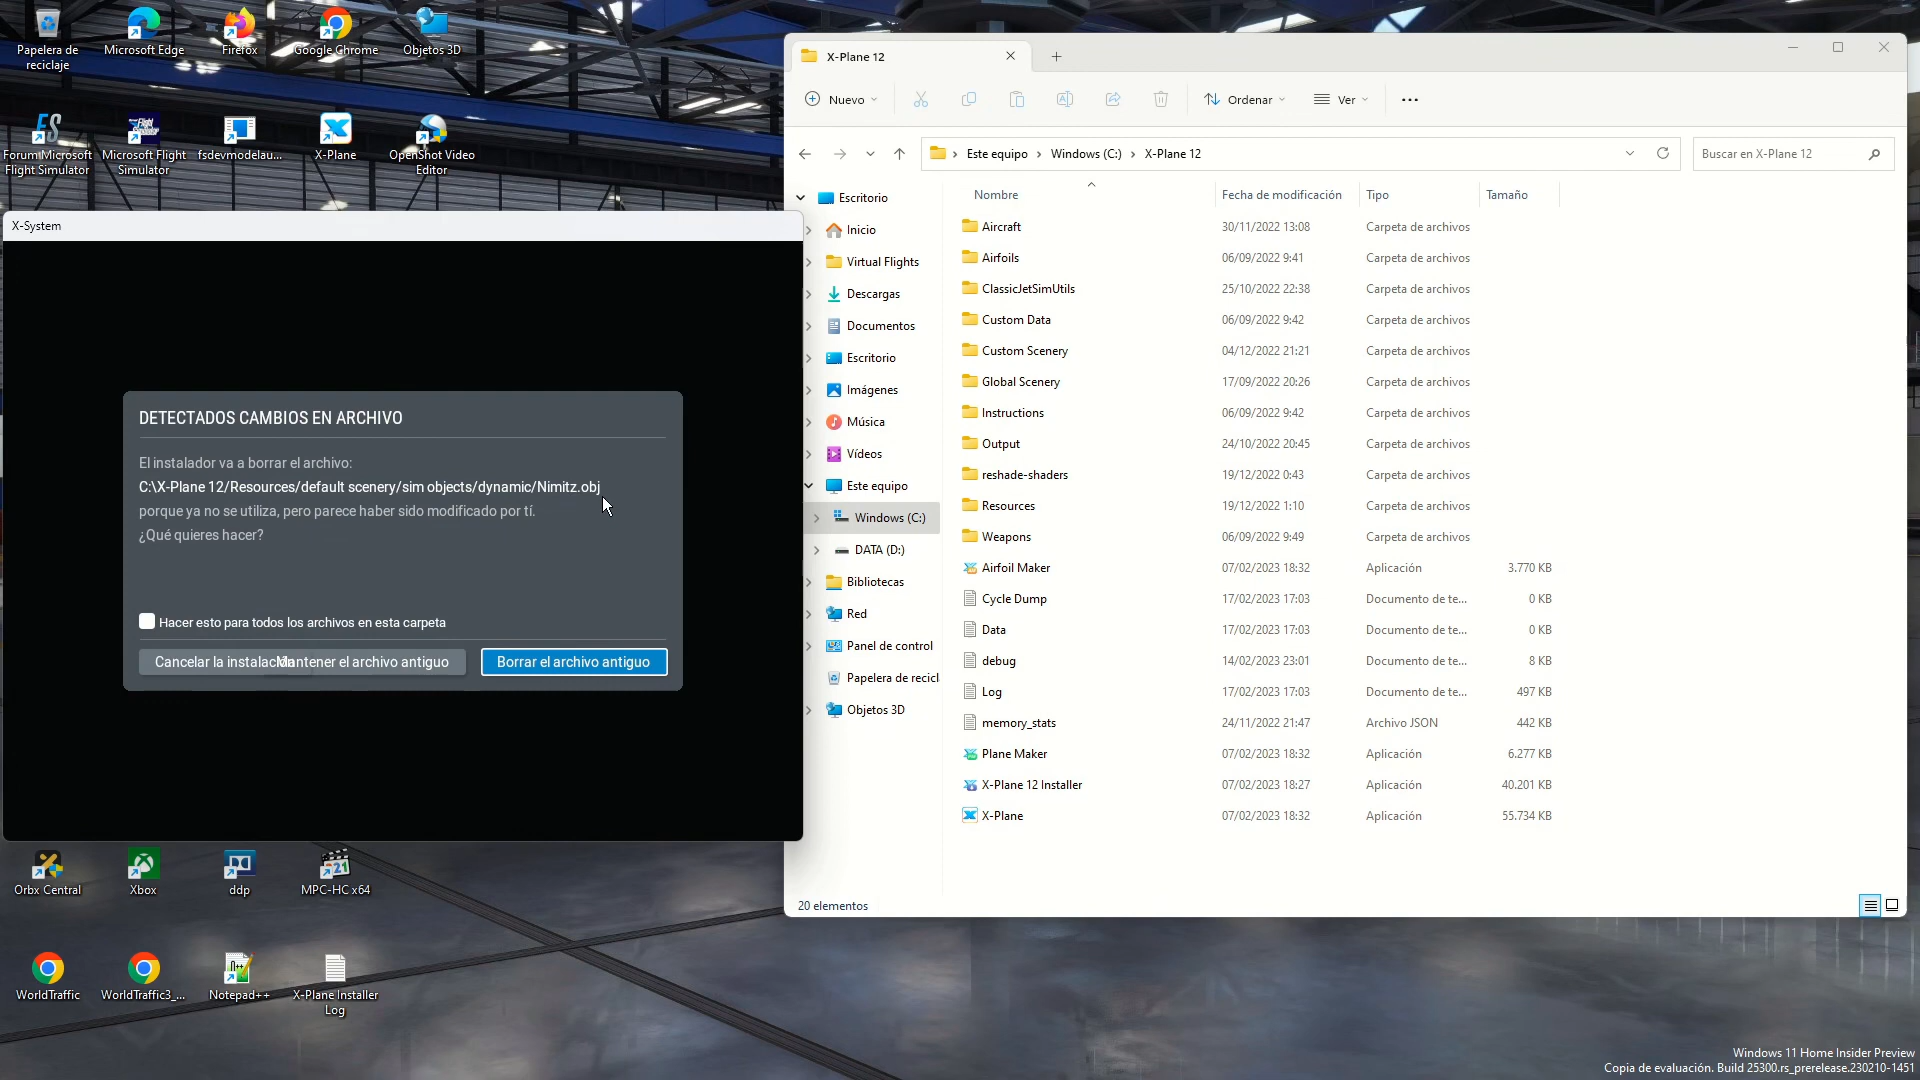 Papelera de reciclaje
Microsoft Edge
Firefox
Google Chrome
Objetos 3D
Forum Microsoft Flight Simulator
Microsoft Flight Simulator
fsdevmodelau...
X-Plane
OpenShot Video Editor
X-System
DETECTADOS CAMBIOS EN ARCHIVO
El instalador va a borrar el archivo:
C:\X-Plane 12/Resources/default scenery/sim objects/dynamic/Nimitz.obj
porque ya no se utiliza, pero parece haber sido modificado por tí.
¿Qué quieres hacer?
Hacer esto para todos los archivos en esta carpeta
Cancelar la instalación
Mantener el archivo antiguo
Borrar el archivo antiguo
Orbx Central
Xbox
ddp
MPC-HC x64
WorldTraffic
WorldTraffic3_...
Notepad++
X-Plane Installer Log
X-Plane 12
Nuevo
Ordenar
Ver
Este equipo
Windows (C:)
X-Plane 12
Buscar en X-Plane 12
Escritorio
Inicio
Virtual Flights
Descargas
Documentos
Escritorio
Imágenes
Música
Vídeos
Este equipo
Windows (C:)
DATA (D:)
Bibliotecas
Red
Panel de control
Papelera de recicl
Objetos 3D
Nombre Fecha de modificación Tipo Tamaño
Aircraft 30/11/2022 13:08 Carpeta de archivos
Airfoils 06/09/2022 9:41 Carpeta de archivos
ClassicJetSimUtils 25/10/2022 22:38 Carpeta de archivos
Custom Data 06/09/2022 9:42 Carpeta de archivos
Custom Scenery 04/12/2022 21:21 Carpeta de archivos
Global Scenery 17/09/2022 20:26 Carpeta de archivos
Instructions 06/09/2022 9:42 Carpeta de archivos
Output 24/10/2022 20:45 Carpeta de archivos
reshade-shaders 19/12/2022 0:43 Carpeta de archivos
Resources 19/12/2022 1:10 Carpeta de archivos
Weapons 06/09/2022 9:49 Carpeta de archivos
Airfoil Maker 07/02/2023 18:32 Aplicación 3.770 KB
Cycle Dump 17/02/2023 17:03 Documento de te... 0 KB
Data 17/02/2023 17:03 Documento de te... 0 KB
debug 14/02/2023 23:01 Documento de te... 8 KB
Log 17/02/2023 17:03 Documento de te... 497 KB
memory_stats 24/11/2022 21:47 Archivo JSON 442 KB
Plane Maker 07/02/2023 18:32 Aplicación 6.277 KB
X-Plane 12 Installer 07/02/2023 18:27 Aplicación 40.201 KB
X-Plane 07/02/2023 18:32 Aplicación 55.734 KB
20 elementos
Windows 11 Home Insider Preview
Copia de evaluación. Build 25300.rs_prerelease.230210-1451